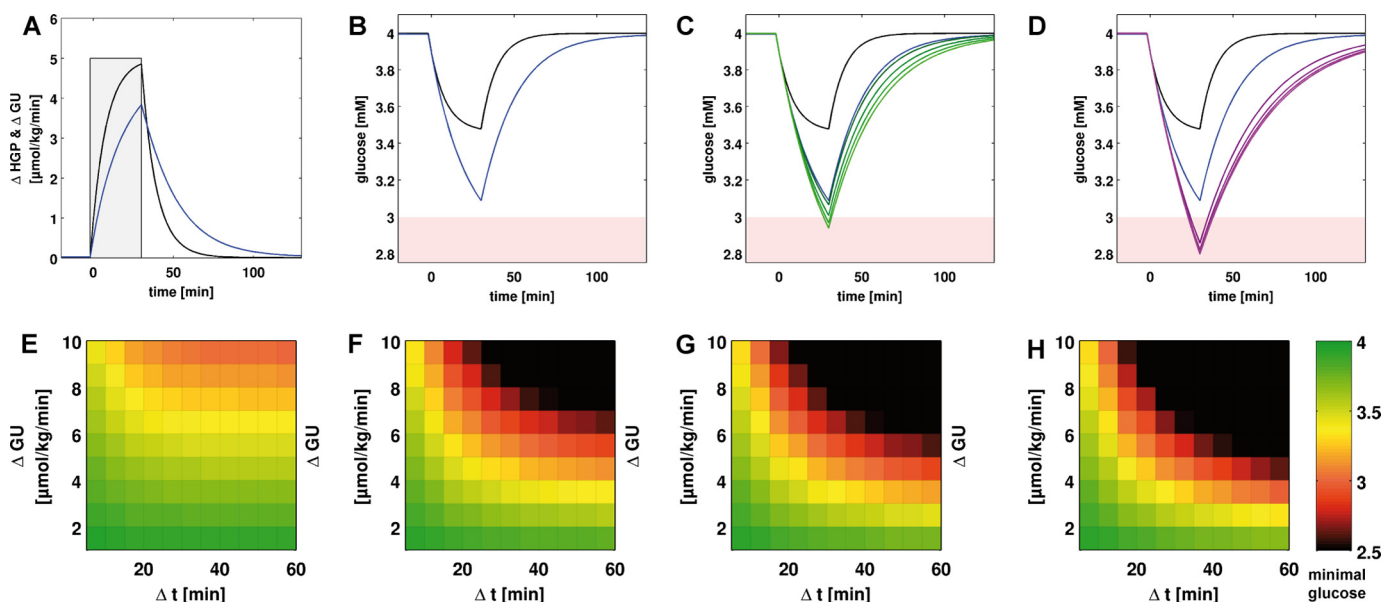 A
B
C
D
Δ HGP & Δ GU
[µmol/kg/min]
6
5
4
3
2
1
0
0 50 100
time [min]
glucose [mM]
4
3.8
3.6
3.4
3.2
3
2.8
0 50 100
time [min]
glucose [mM]
4
3.8
3.6
3.4
3.2
3
2.8
0 50 100
time [min]
glucose [mM]
4
3.8
3.6
3.4
3.2
3
2.8
0 50 100
time [min]
E
F
G
H
Δ GU
[µmol/kg/min]
10
8
6
4
2
20 40 60
Δ t [min]
Δ GU
[µmol/kg/min]
10
8
6
4
2
20 40 60
Δ t [min]
Δ GU
[µmol/kg/min]
10
8
6
4
2
20 40 60
Δ t [min]
Δ GU
[µmol/kg/min]
10
8
6
4
2
20 40 60
Δ t [min]
4
3.5
3
2.5
minimal
glucose